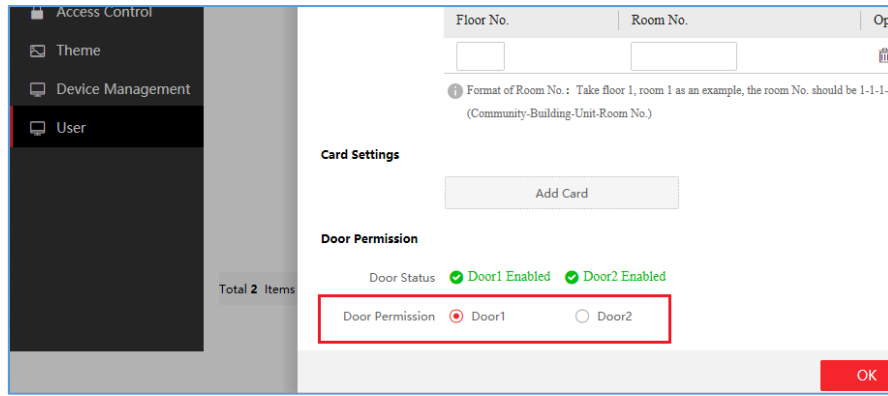 Access Control
Theme
Device Management
User
Total 2 Items
Floor No. Room No. Op
Format of Room No.: Take floor 1, room 1 as an example, the room No. should be 1-1-1-
(Community-Building-Unit-Room No.)
Card Settings
Add Card
Door Permission
Door Status Door1 Enabled Door2 Enabled
Door Permission Door1 Door2
OK